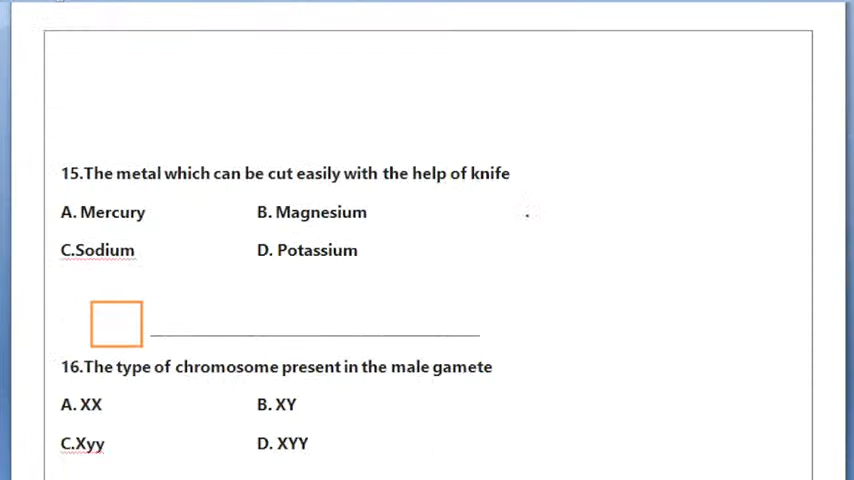 15.The metal which can be cut easily with the help of knife
A. Mercury B. Magnesium
C.Sodium D. Potassium
16.The type of chromosome present in the male gamete
A. XX B. XY
C.Xyy D. XYY